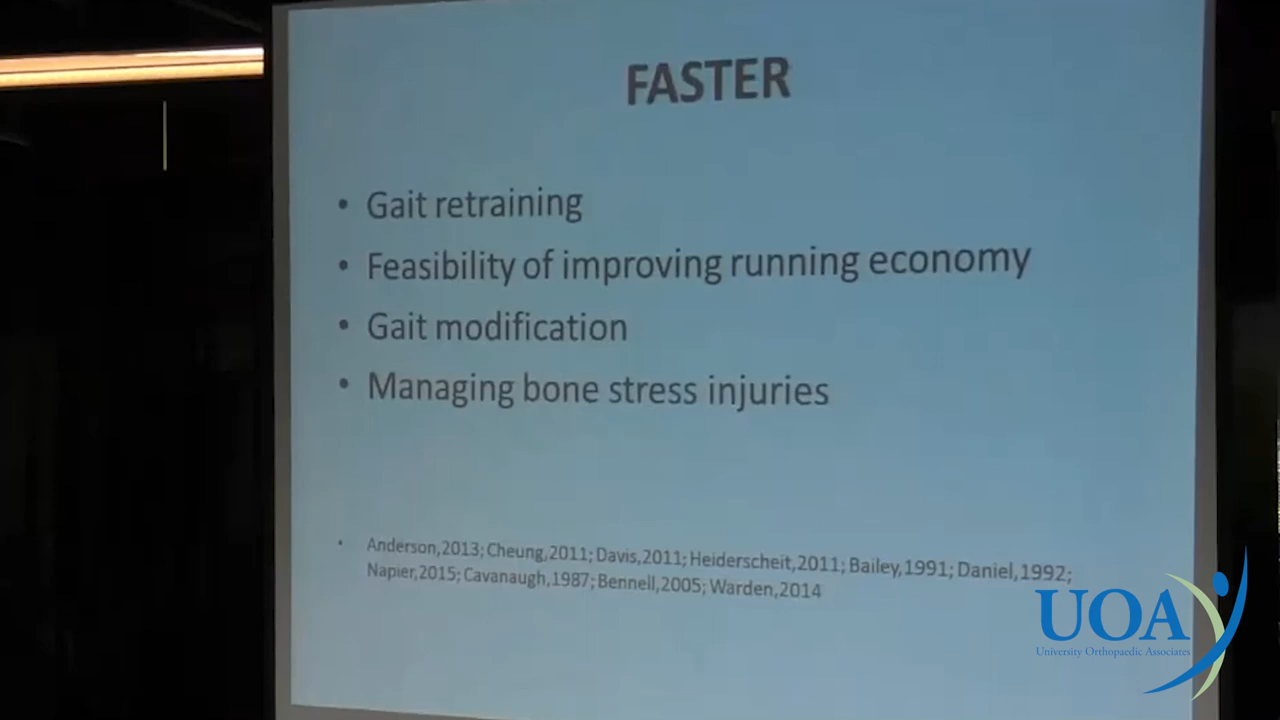 FASTER
• Gait retraining
• Feasibility of improving running economy
• Gait modification
• Managing bone stress injuries
• Anderson,2013; Cheung,2011; Davis,2011; Heiderscheit,2011; Bailey,1991; Daniel,1992;
Napier,2015; Cavanaugh,1987; Bennell,2005; Warden,2014
UOA
University Orthopaedic Associates